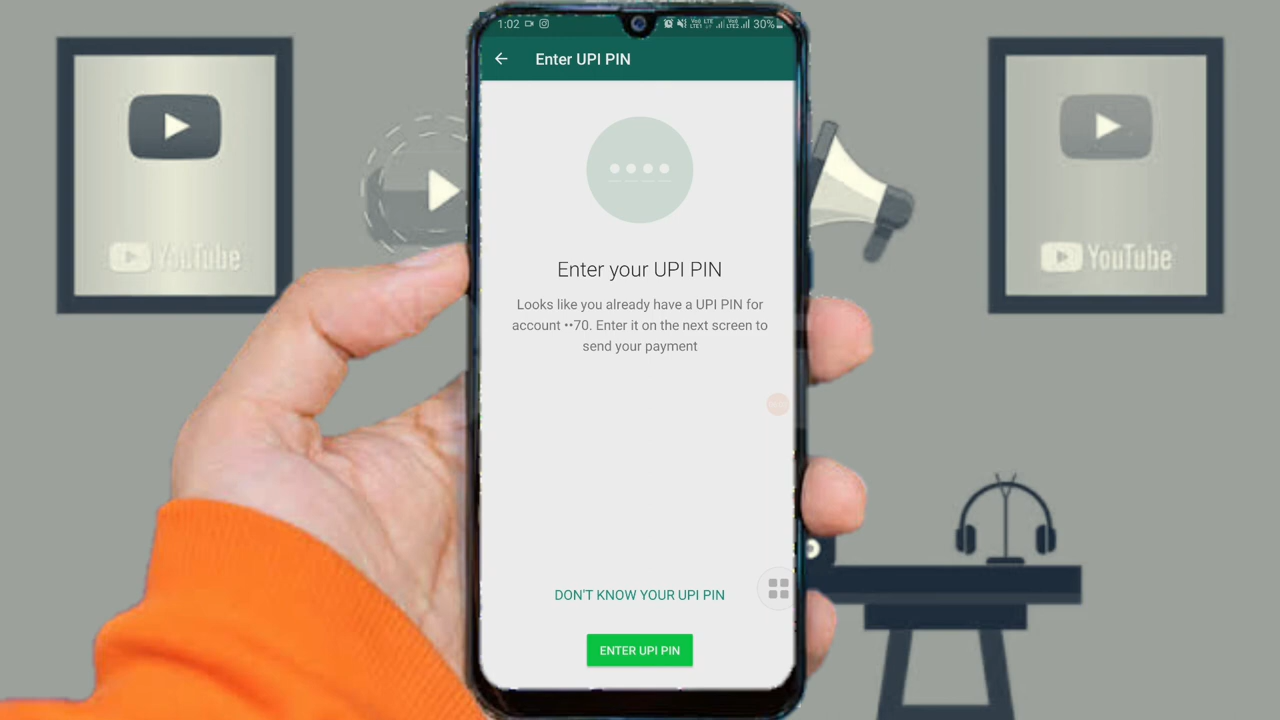 1:02
30%
Enter UPI PIN
YouTube
YouTube
Enter your UPI PIN
Looks like you already have a UPI PIN for
account ••70. Enter it on the next screen to
send your payment
DON'T KNOW YOUR UPI PIN
ENTER UPI PIN